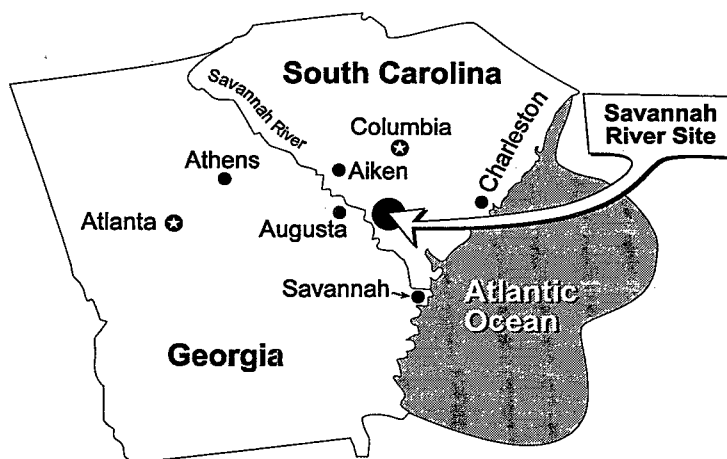 South Carolina
Savannah River
Columbia
Charleston
Savannah
River Site
Athens
Aiken
Atlanta
Augusta
Savannah
Atlantic
Ocean
Georgia